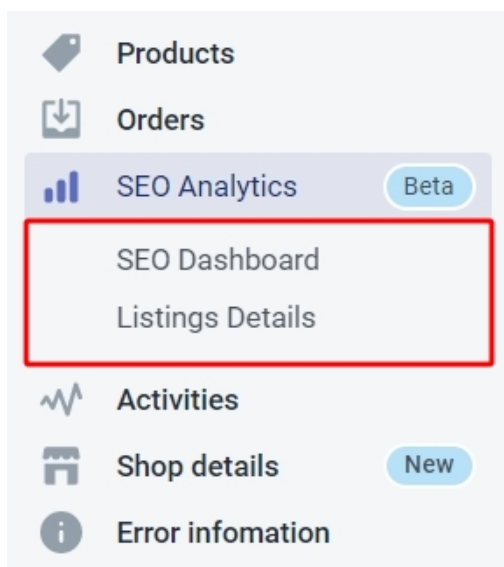 Products
Orders
SEO Analytics Beta
SEO Dashboard
Listings Details
Activities
Shop details New
Error infomation